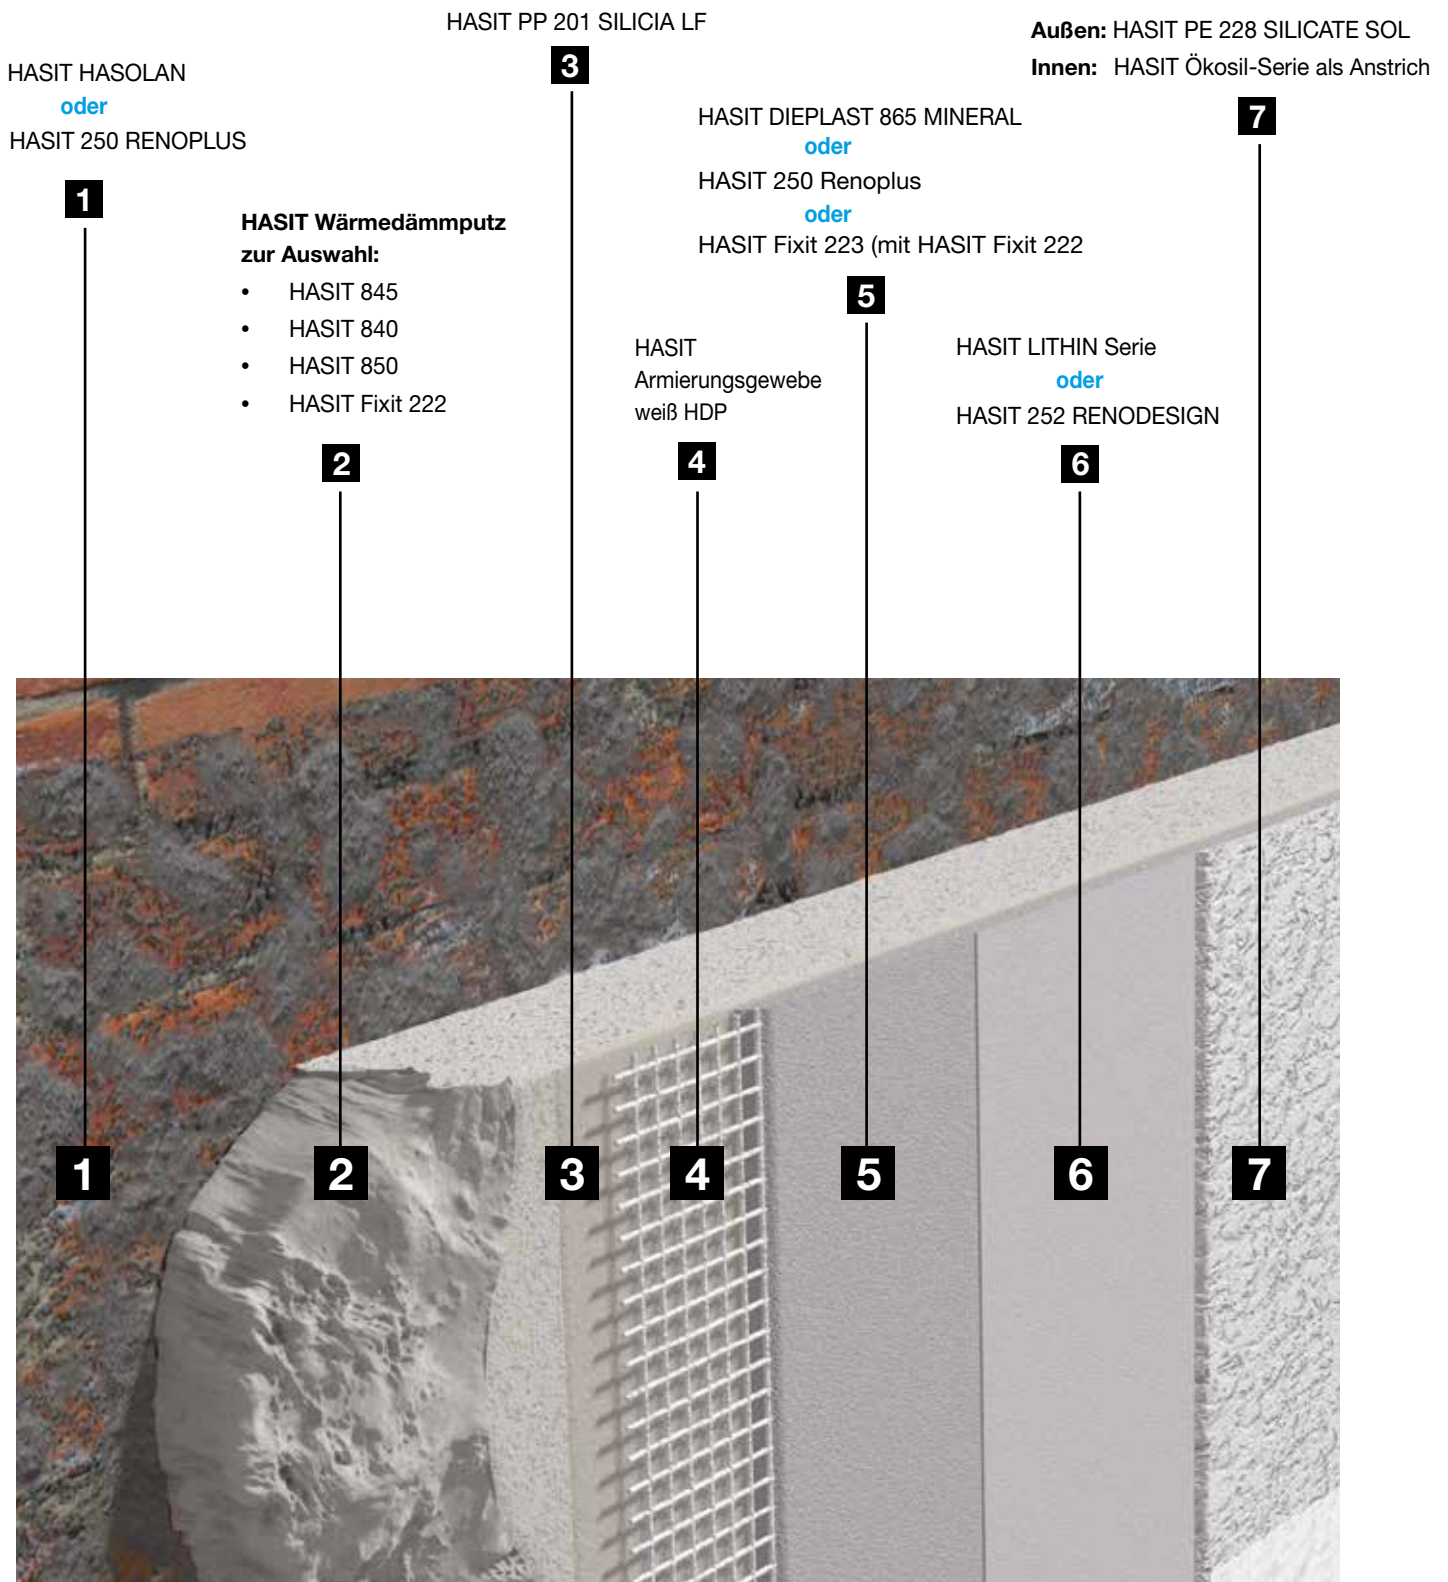 HASIT HASOLAN
oder
HASIT 250 RENOPLUS
1
HASIT Wärmedämmputz
zur Auswahl:
• HASIT 845
• HASIT 840
• HASIT 850
• HASIT Fixit 222
2
HASIT PP 201 SILICIA LF
3
HASIT
Armierungsgewebe
weiß HDP
4
HASIT DIEPLAST 865 MINERAL
oder
HASIT 250 Renoplus
oder
HASIT Fixit 223 (mit HASIT Fixit 222
5
HASIT LITHIN Serie
oder
HASIT 252 RENODESIGN
6
Außen: HASIT PE 228 SILICATE SOL
Innen: HASIT Ökosil-Serie als Anstrich
7
1 2 3 4 5 6 7